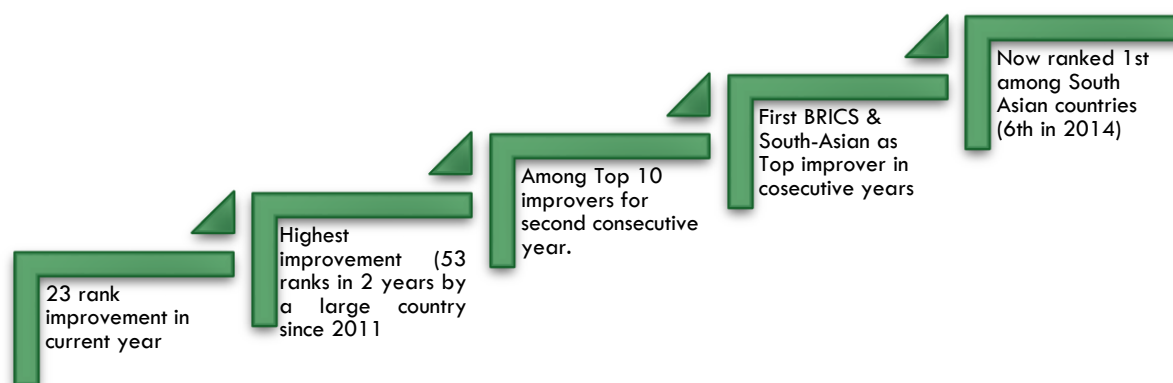 23 rank
improvement in
current year
Highest
improvement (53
ranks in 2 years by
a large country
since 2011
Among Top 10
improvers for
second consecutive
year.
First BRICS &
South-Asian as
Top improver in
cosecutive years
Now ranked 1st
among South
Asian countries
(6th in 2014)